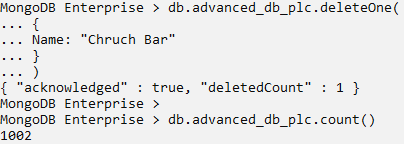 MongoDB Enterprise > db.advanced_db_plc.deleteOne(
... {
... Name: "Chruch Bar"
... }
... )
{ "acknowledged" : true, "deletedCount" : 1 }
MongoDB Enterprise >
MongoDB Enterprise > db.advanced_db_plc.count()
1002